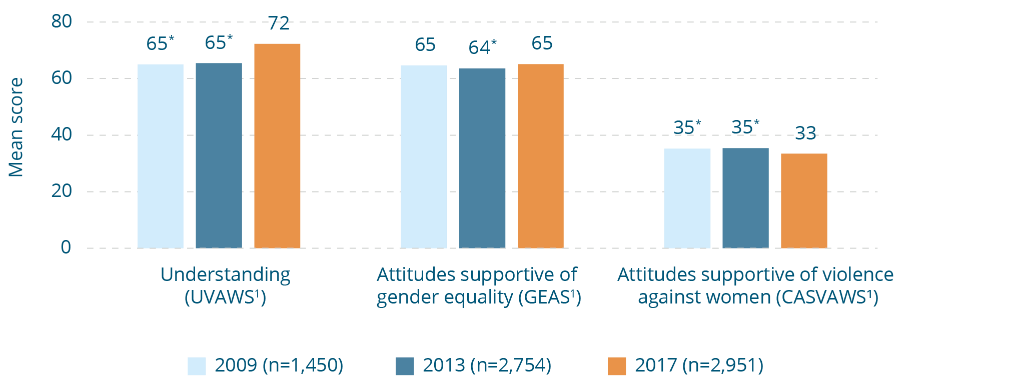 Mean score
80
60
40
20
0
65*
65*
72
65
64*
65
35*
35*
33
Understanding
(UVAWS¹)
Attitudes supportive of
gender equality (GEAS¹)
Attitudes supportive of violence
against women (CASVAWS¹)
2009 (n=1,450)
2013 (n=2,754)
2017 (n=2,951)